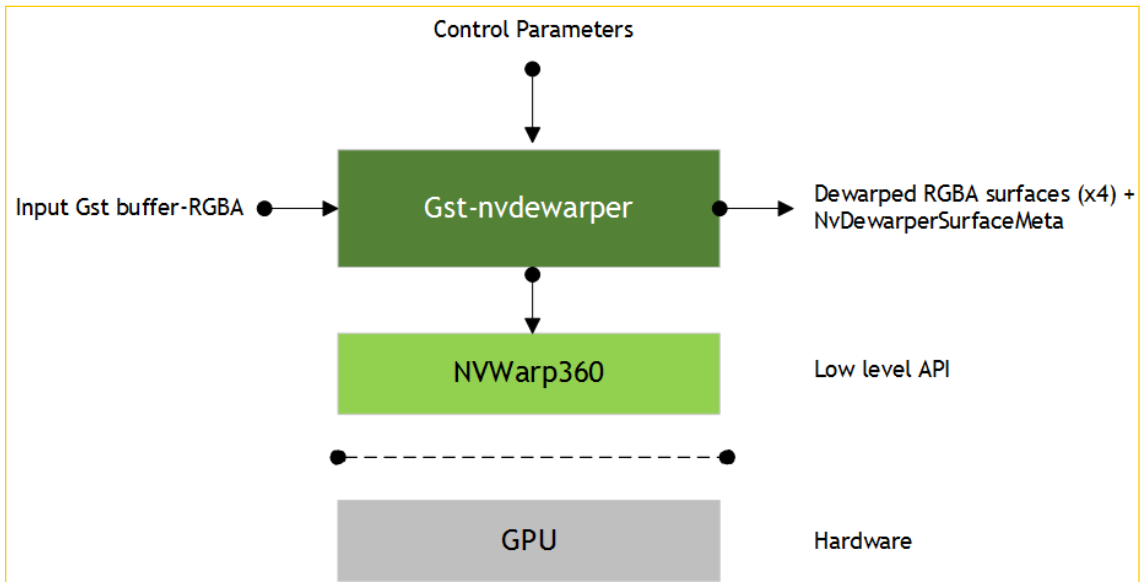 Control Parameters
Input Gst buffer-RGBA
Gst-nvdewarper
Dewarped RGBA surfaces (x4) +
NvDewarperSurfaceMeta
NVWarp360
Low level API
GPU
Hardware